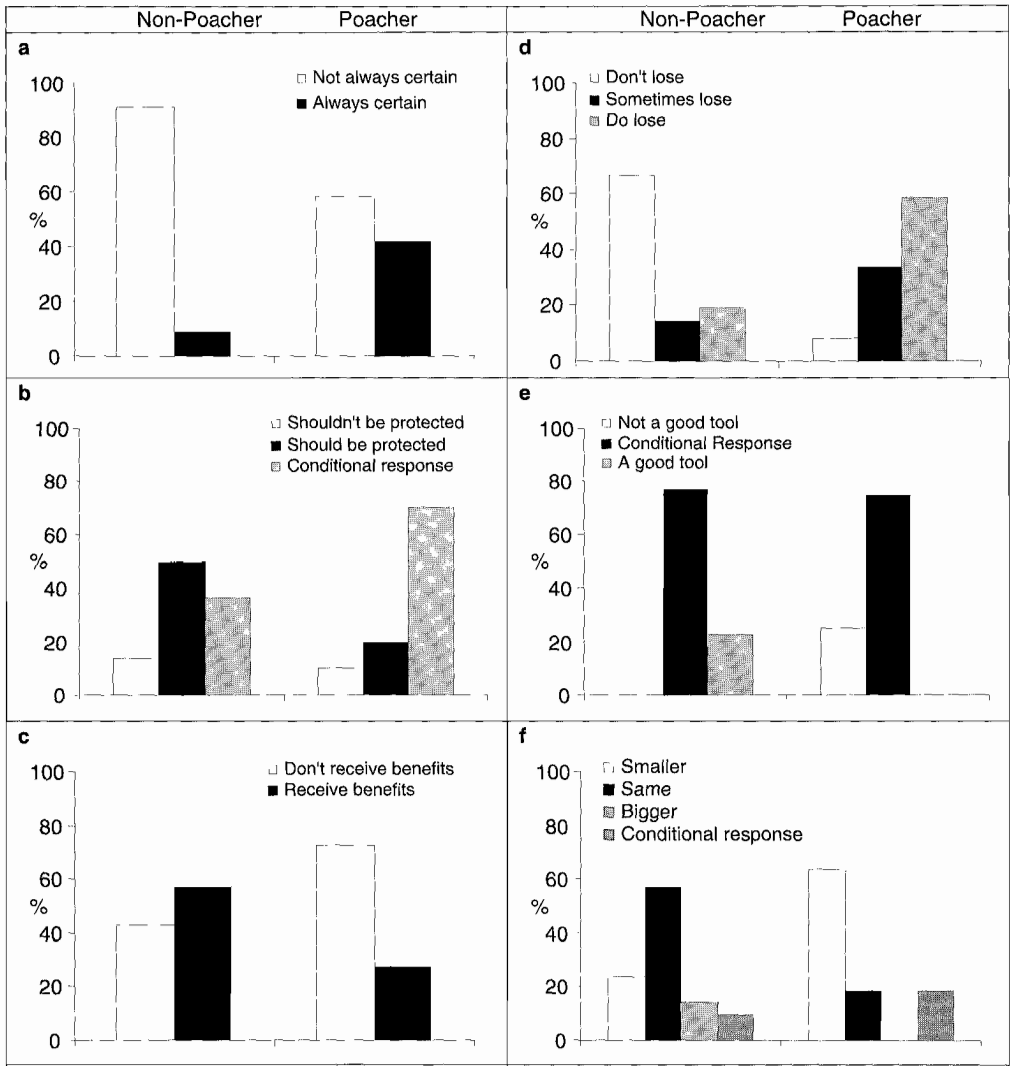 Non-Poacher Poacher Non-Poacher Poacher
a
Not always certain
Always certain
100
80
60
%
40
20
0
d
Don't lose
Sometimes lose
Do lose
100
80
60
%
40
20
0
b
Shouldn't be protected
Should be protected
Conditional response
100
80
60
%
40
20
0
e
Not a good tool
Conditional Response
A good tool
100
80
60
%
40
20
0
c
Don't receive benefits
Receive benefits
100
80
60
%
40
20
0
f
Smaller
Same
Bigger
Conditional response
100
80
60
%
40
20
0